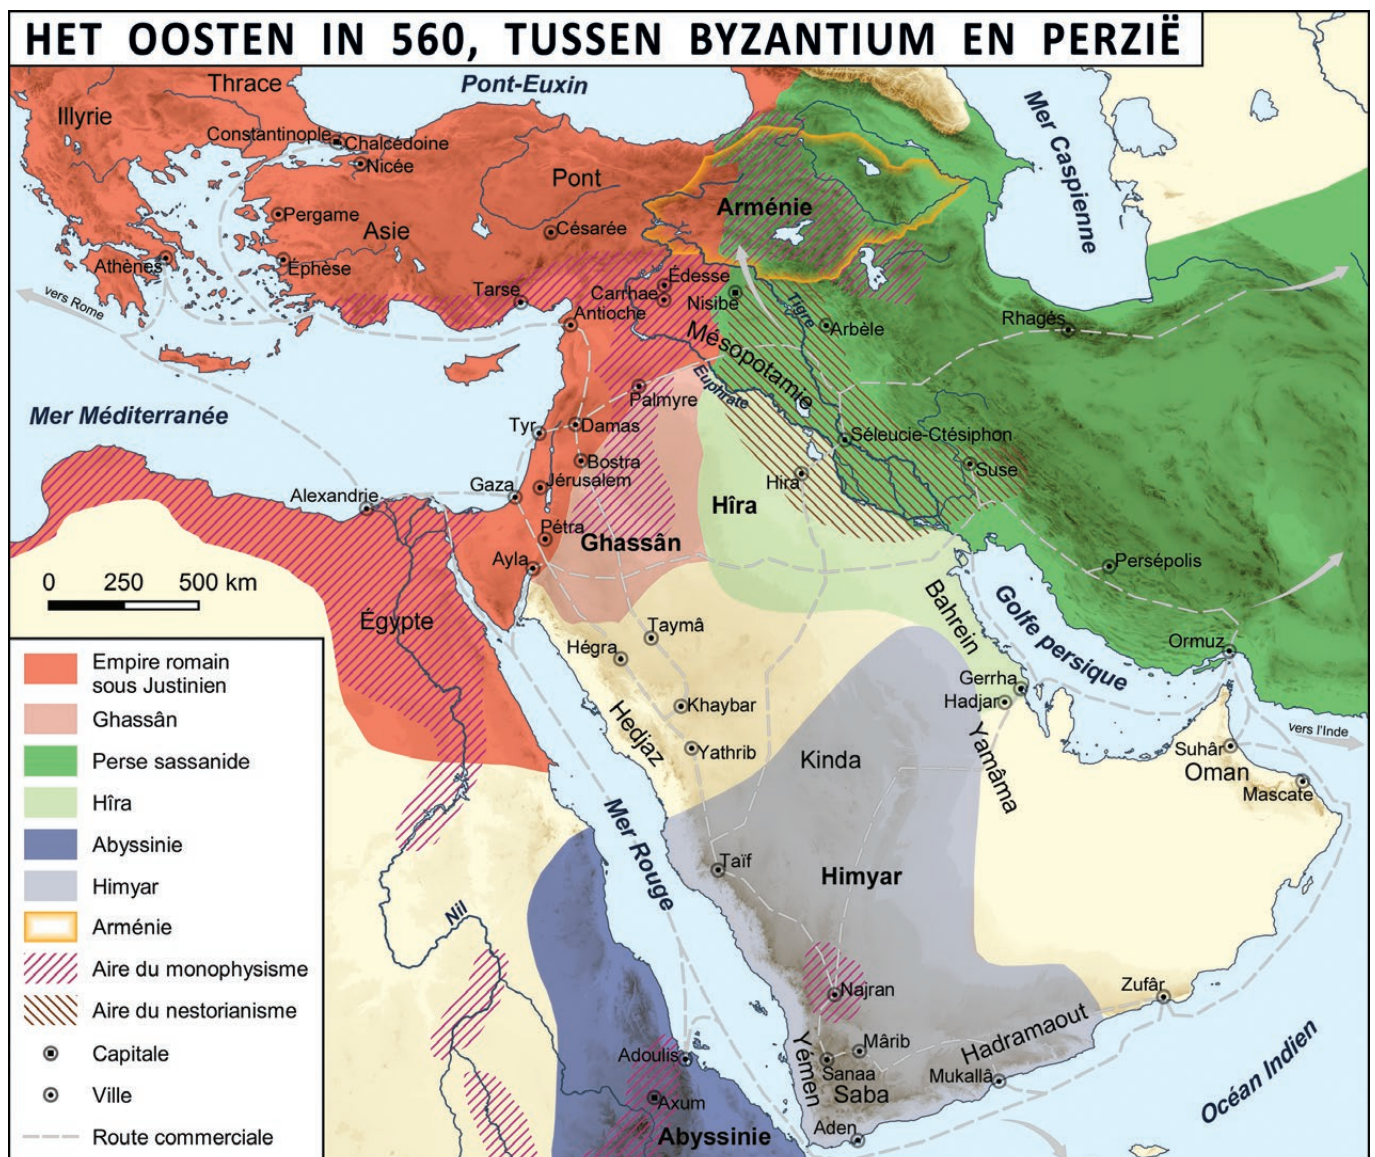 HET OOSTEN IN 560, TUSSEN BYZANTIUM EN PERZIË
Thrace
Pont-Euxin
Illyrie
Constantinople
Chalcédoine
Nicée
Mer Caspienne
Pont
Pergame
Asie
Césarée
Arménie
Athènes
Éphèse
vers Rome
Tarse
Édesse
Carrhae
Nisibe
Antioche
Tigre
Arbèle
Rhagés
Mésopotamie
Euphrate
Palmyre
Mer Méditerranée
Tyr
Damas
Séleucie-Ctésiphon
Bostra
Suse
Alexandrie
Gaza
Jérusalem
Hira
Hîra
Pétra
Ghassân
Ayla
Persépolis
0 250 500 km
Égypte
Bahrein
Golfe persique
Taymâ
Hégra
Ormuz
Gerrha
Hadjar
Khaybar
Hedjaz
Yathrib
Kinda
Yamâma
vers l'Inde
Suhâr
Oman
Mascate
Mer Rouge
Taïf
Himyar
Nil
Najran
Zufâr
Hadramaout
Adoulis
Mârib
Sanaa
Yémen
Saba
Mukallâ
Axum
Océan Indien
Abyssinie
Aden
Empire romain
sous Justinien
Ghassân
Perse sassanide
Hîra
Abyssinie
Himyar
Arménie
Aire du monophysisme
Aire du nestorianisme
Capitale
Ville
Route commerciale